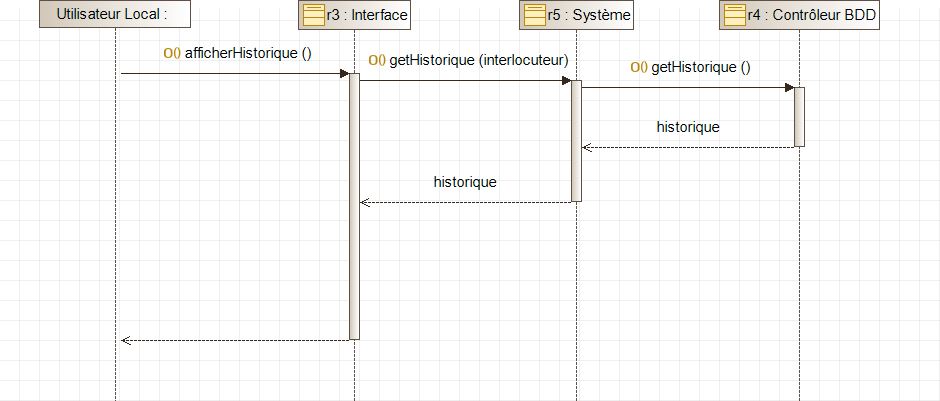 Utilisateur Local :
r3 : Interface
r5 : Système
r4 : Contrôleur BDD
O() afficherHistorique ()
O() getHistorique (interlocuteur)
O() getHistorique ()
historique
historique